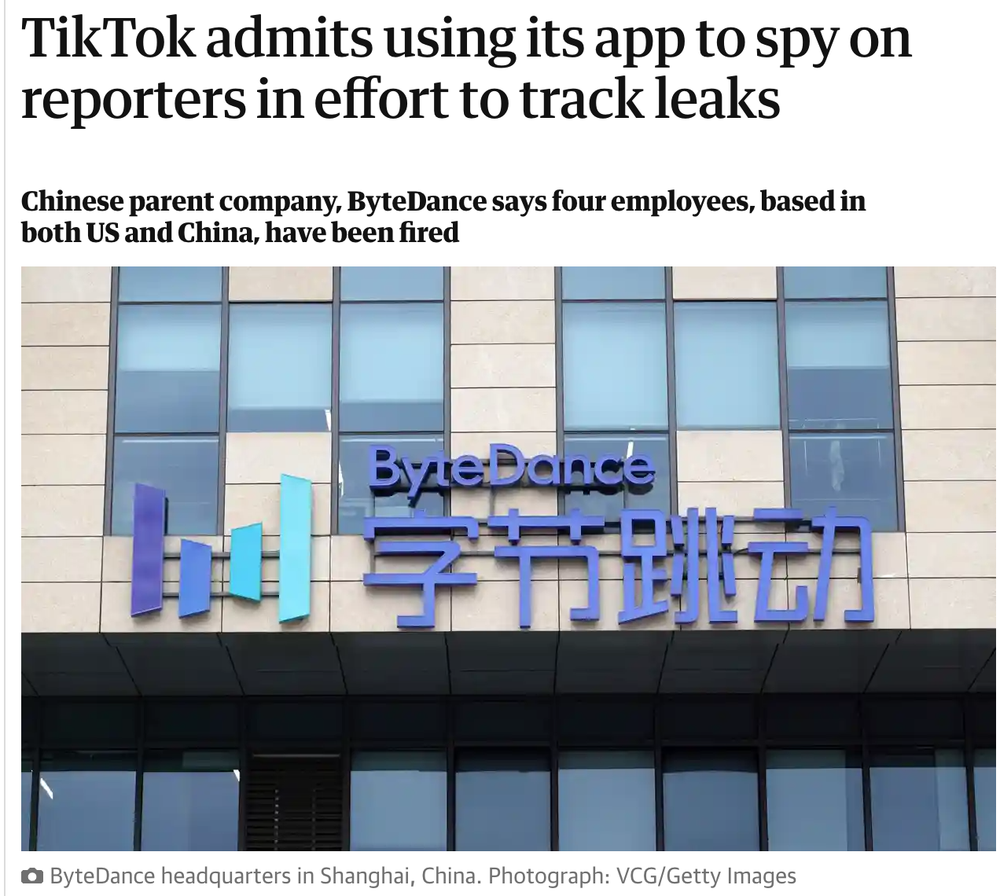 TikTok admits using its app to spy on
reporters in effort to track leaks
Chinese parent company, ByteDance says four employees, based in
both US and China, have been fired
ByteDance
字节跳动
ByteDance headquarters in Shanghai, China. Photograph: VCG/Getty Images